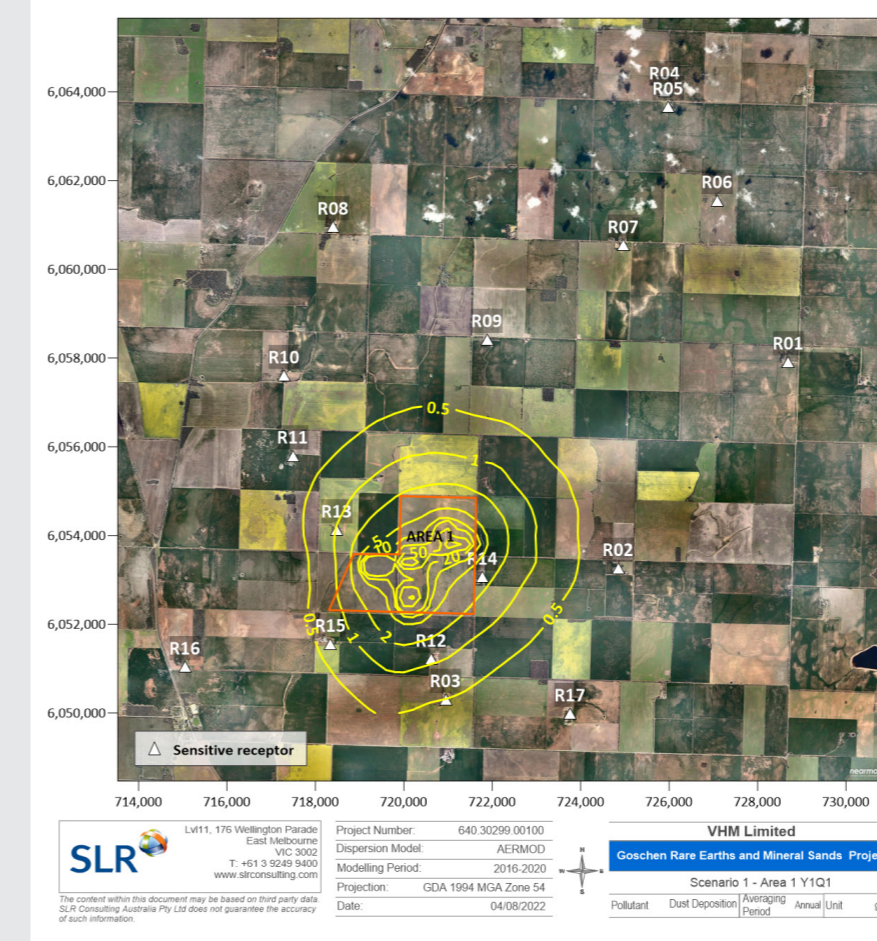 6,064,000
6,062,000
6,060,000
6,058,000
6,056,000
6,054,000
6,052,000
6,050,000
R04
R05
R06
R08
R07
R09
R01
R10
0.5
R11
1
R13
5
10
AREA 1
50
20
R14
R02
0.5
R15
1
2
R12
0.5
R16
R03
R17
Sensitive receptor
714,000 716,000 718,000 720,000 722,000 724,000 726,000 728,000 730,000
SLR
Lvl11, 176 Wellington Parade
East Melbourne
VIC 3002
T: +61 3 9249 9400
www.slrconsulting.com
The content within this document may be based on third party data.
SLR Consulting Australia Pty Ltd does not guarantee the accuracy
of such information.
Project Number: 640.30299.00100
Dispersion Model: AERMOD
Modelling Period: 2016-2020
Projection: GDA 1994 MGA Zone 54
Date: 04/08/2022
N
W E
S
VHM Limited
Goschen Rare Earths and Mineral Sands Proje
Scenario 1 - Area 1 Y1Q1
Pollutant Dust Deposition Averaging Period Annual Unit